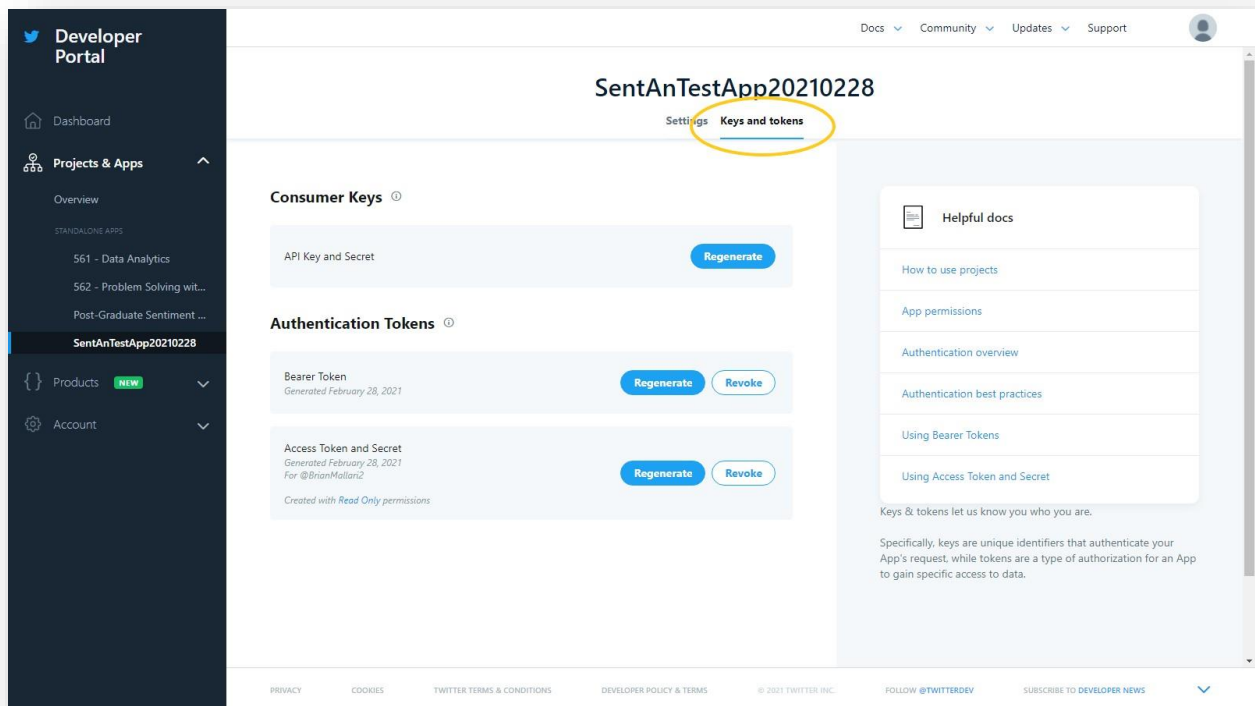 Developer
Portal
Docs Community Updates Support
SentAnTestApp20210228
Settings Keys and tokens
Dashboard
Projects & Apps
Overview
STANDALONE APPS
561 - Data Analytics
562 - Problem Solving wit...
Post-Graduate Sentiment ...
SentAnTestApp20210228
Products NEW
Account
Consumer Keys
API Key and Secret Regenerate
Authentication Tokens
Bearer Token
Generated February 28, 2021
Regenerate Revoke
Access Token and Secret
Generated February 28, 2021
For @BrianMallari2
Created with Read Only permissions
Regenerate Revoke
Helpful docs
How to use projects
App permissions
Authentication overview
Authentication best practices
Using Bearer Tokens
Using Access Token and Secret
Keys & tokens let us know you who you are.
Specifically, keys are unique identifiers that authenticate your
App's request, while tokens are a type of authorization for an App
to gain specific access to data.
PRIVACY COOKIES TWITTER TERMS & CONDITIONS DEVELOPER POLICY & TERMS © 2021 TWITTER INC. FOLLOW @TWITTERDEV SUBSCRIBE TO DEVELOPER NEWS